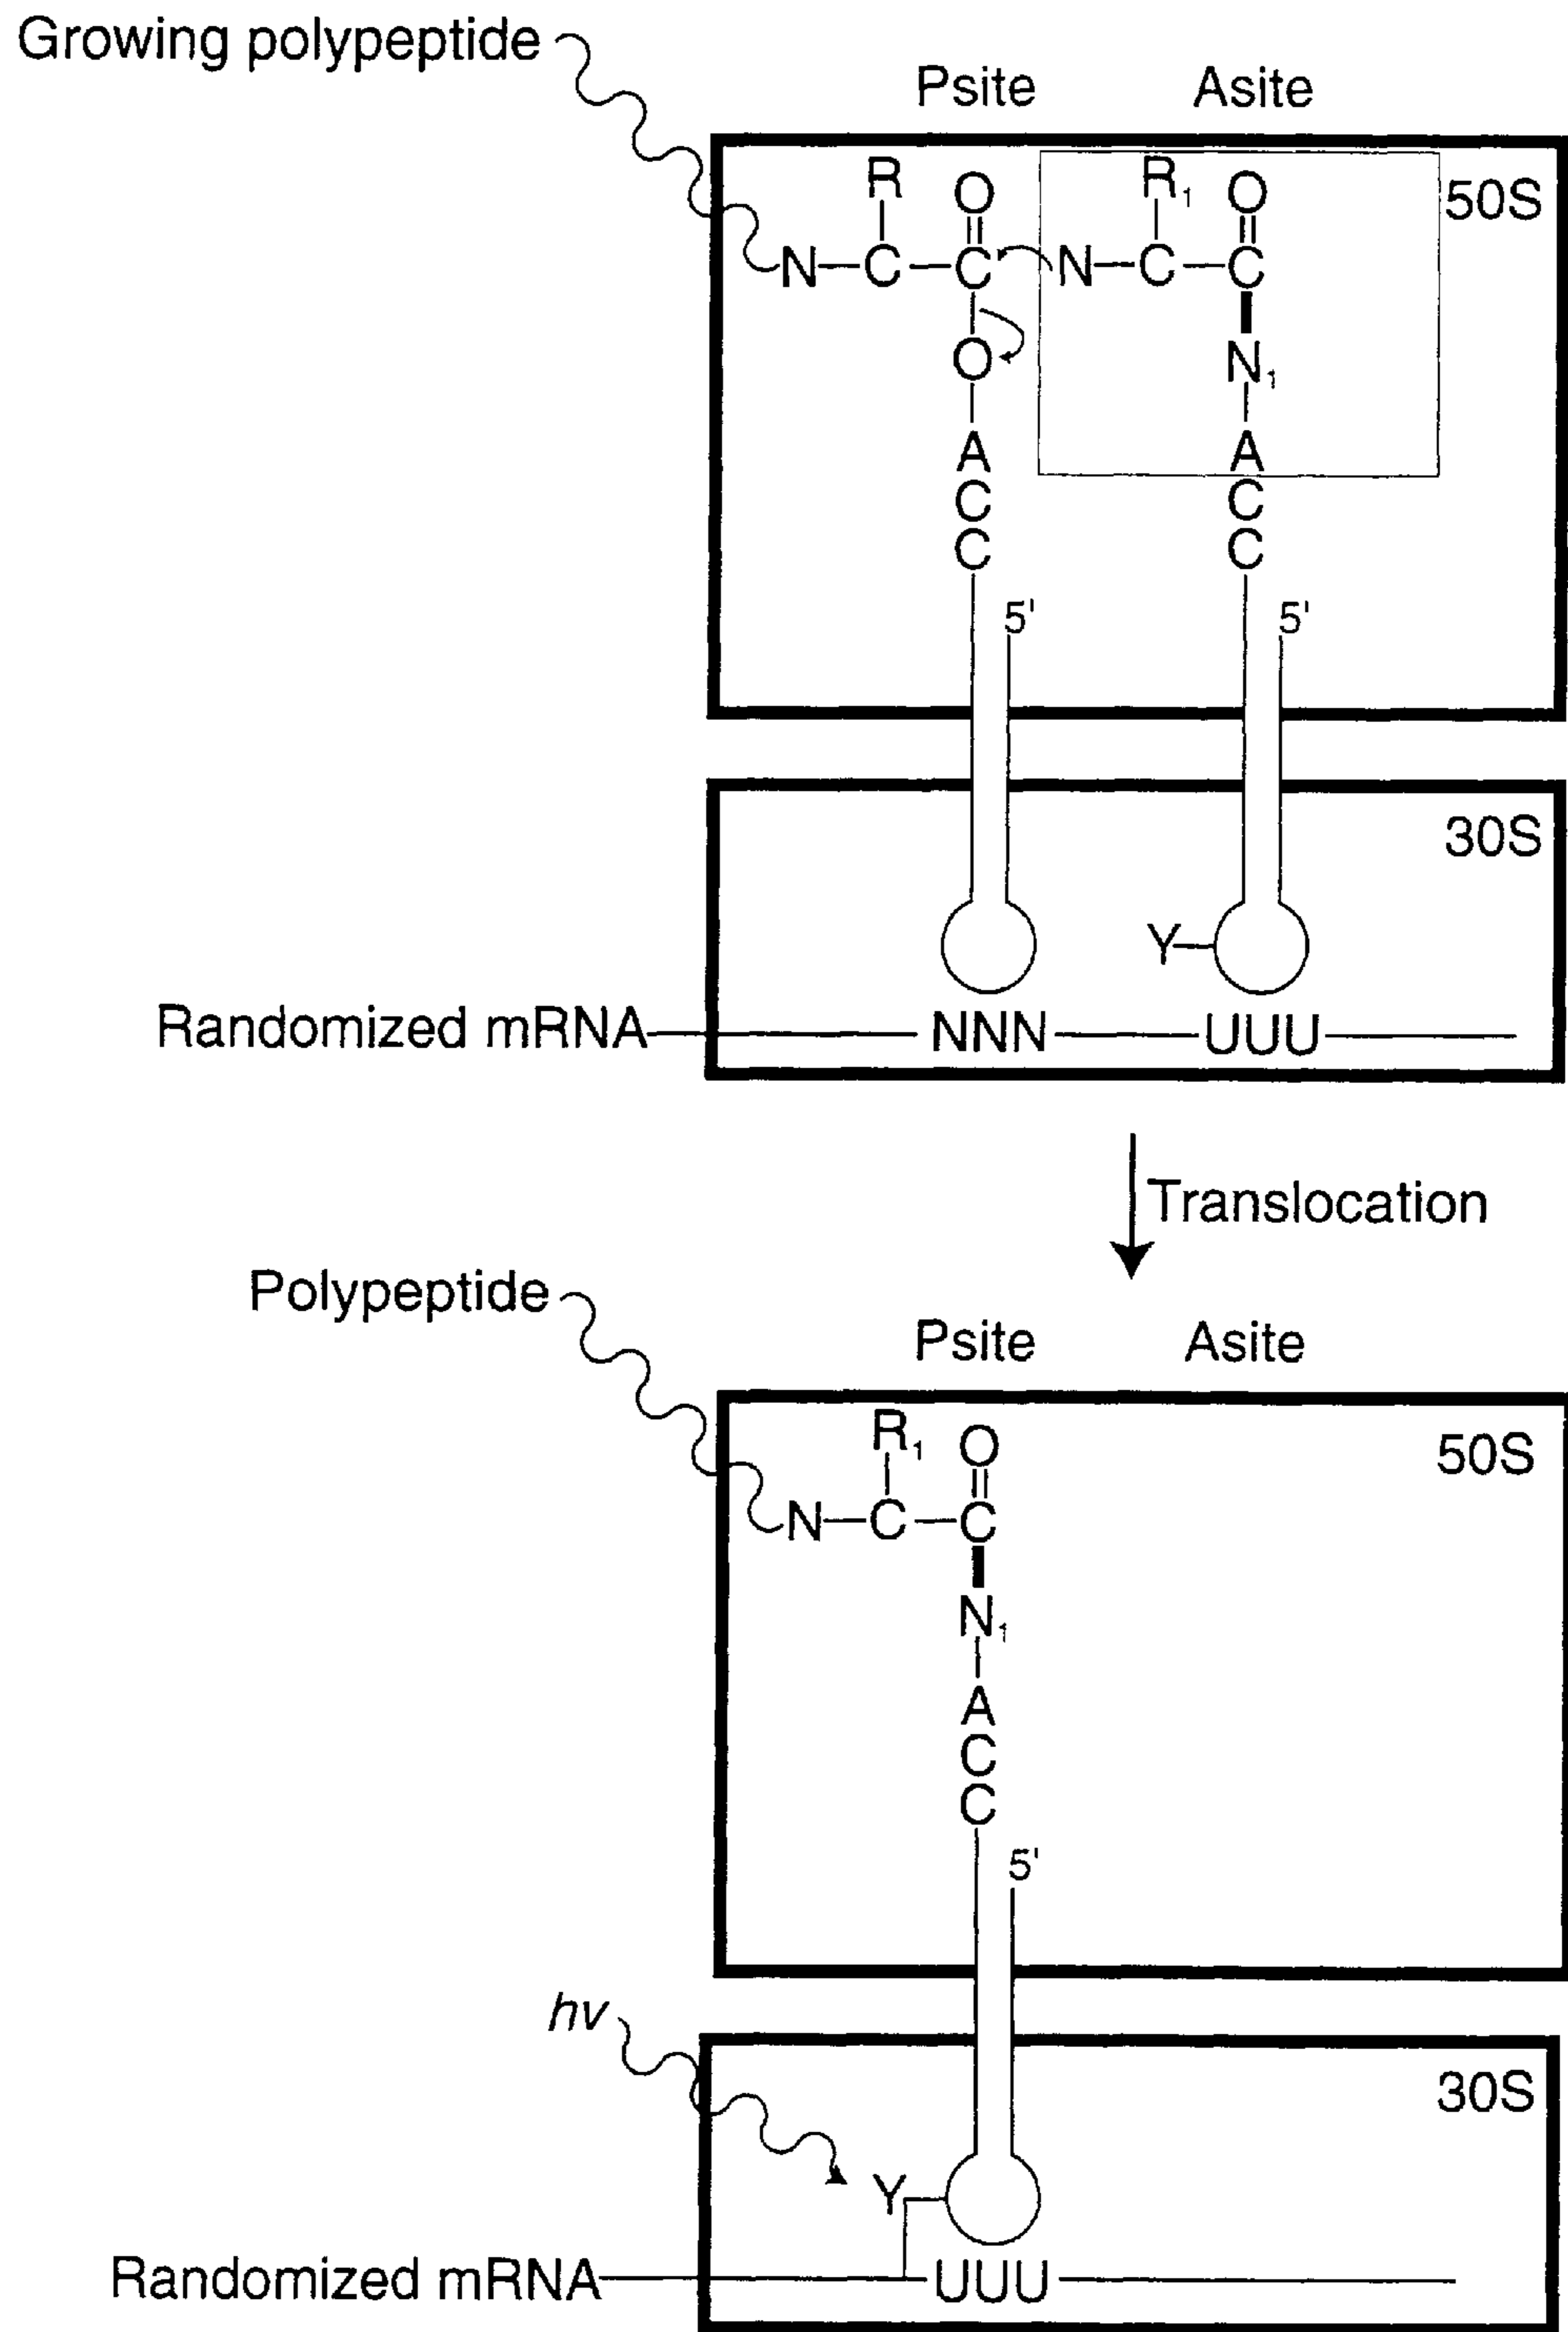 Growing polypeptide
Psite Asite
R O R1 O 50S
N C C N C C
O N1
A A
C C
C C
5' 5'
30S
Y
Randomized mRNA NNN UUU
Translocation
Polypeptide
Psite Asite
R1 O 50S
N C C
N1
A
C
C
5'
hν
30S
Y
Randomized mRNA UUU